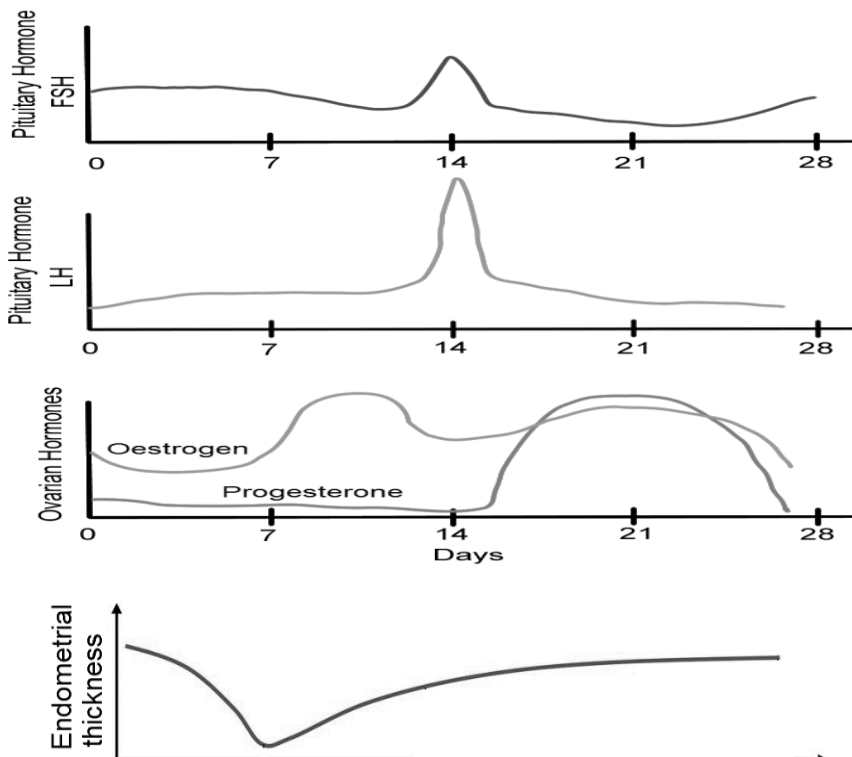 Pituitary Hormone
FSH
0 7 14 21 28
Pituitary Hormone
LH
0 7 14 21 28
Ovarian Hormones
Oestrogen
Progesterone
0 7 14 21 28
Days
Endometrial
thickness